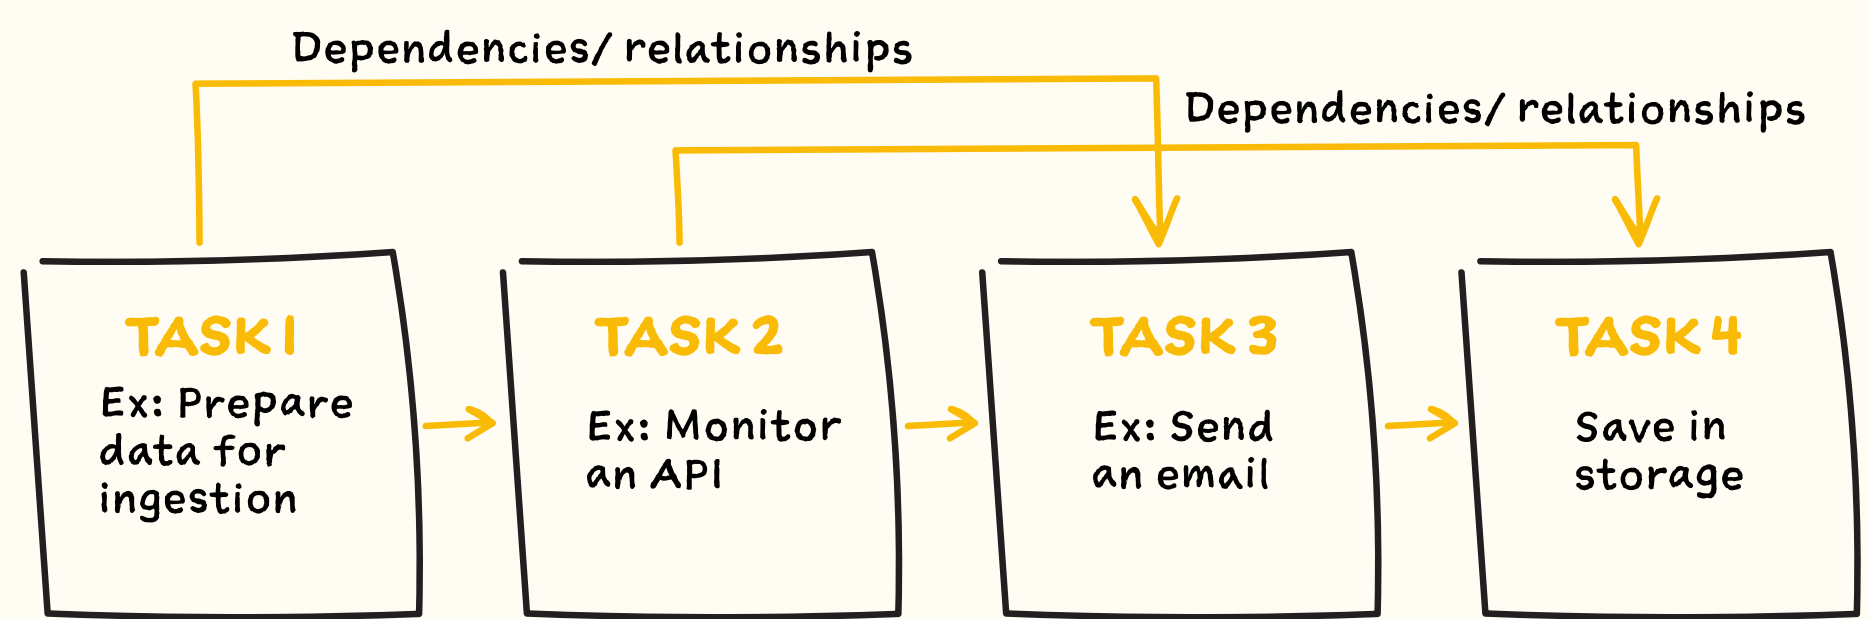 Dependencies/ relationships
Dependencies/ relationships
TASK 1
Ex: Prepare
data for
ingestion
TASK 2
Ex: Monitor
an API
TASK 3
Ex: Send
an email
TASK 4
Save in
storage